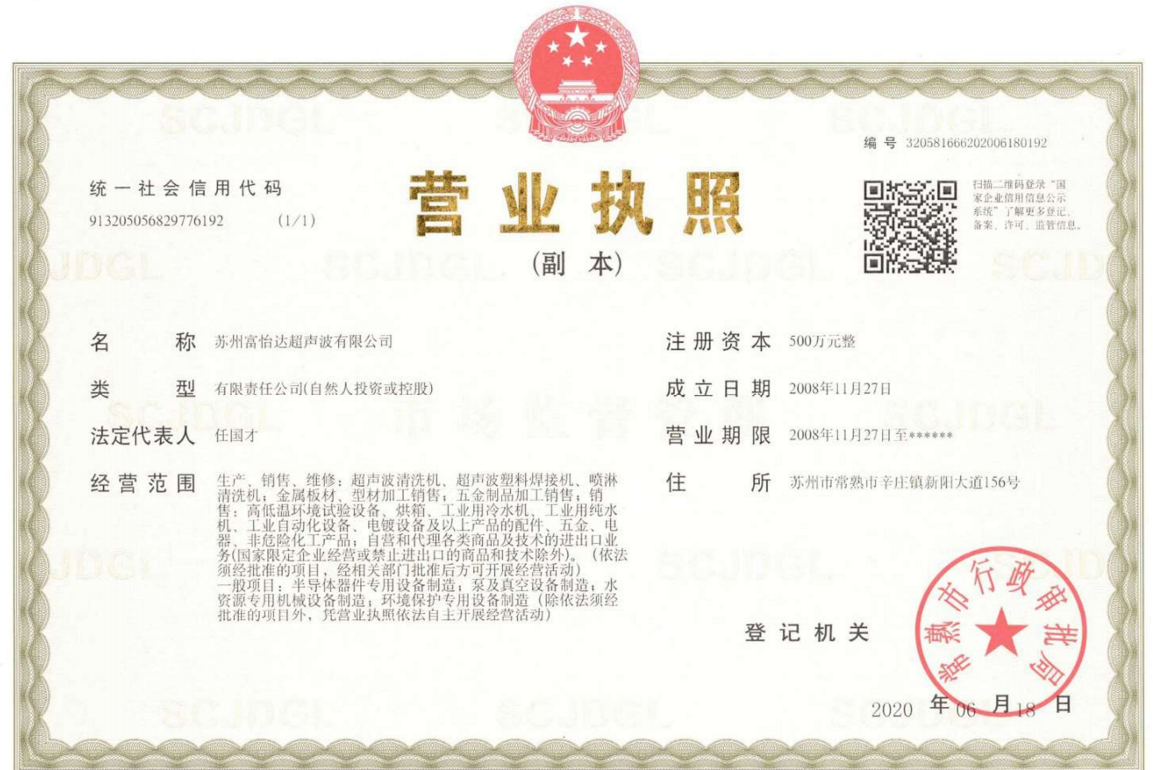 编 号 320581666202006180192
统一社会信用代码
913205056829776192 (1/1)
营业执照
(副 本)
扫描二维码登录“国
家企业信用信息公示
系统”了解更多登记、
备案、许可、监管信息。
名 称 苏州富怡达超声波有限公司
类 型 有限责任公司(自然人投资或控股)
法定代表人 任国才
经营范围 生产、销售、维修：超声波清洗机、超声波塑料焊接机、喷淋
清洗机；金属板材、型材加工销售；五金制品加工销售；销
售：高低温环境试验设备、烘箱、工业用冷水机、工业用纯水
机、工业自动化设备、电镀设备及以上产品的配件、五金、电
器、非危险化工产品；自营和代理各类商品及技术的进出口业
务(国家限定企业经营或禁止进出口的商品和技术除外)。（依法
须经批准的项目，经相关部门批准后方可开展经营活动）
一般项目：半导体器件专用设备制造；泵及真空设备制造；水
资源专用机械设备制造；环境保护专用设备制造（除依法须经
批准的项目外，凭营业执照依法自主开展经营活动）
注册资本 500万元整
成立日期 2008年11月27日
营业期限 2008年11月27日至******
住 所 苏州市常熟市辛庄镇新阳大道156号
登记机关
常熟市行政审批局
2020 年 06 月 18 日
SCJDGL
市场监督管理